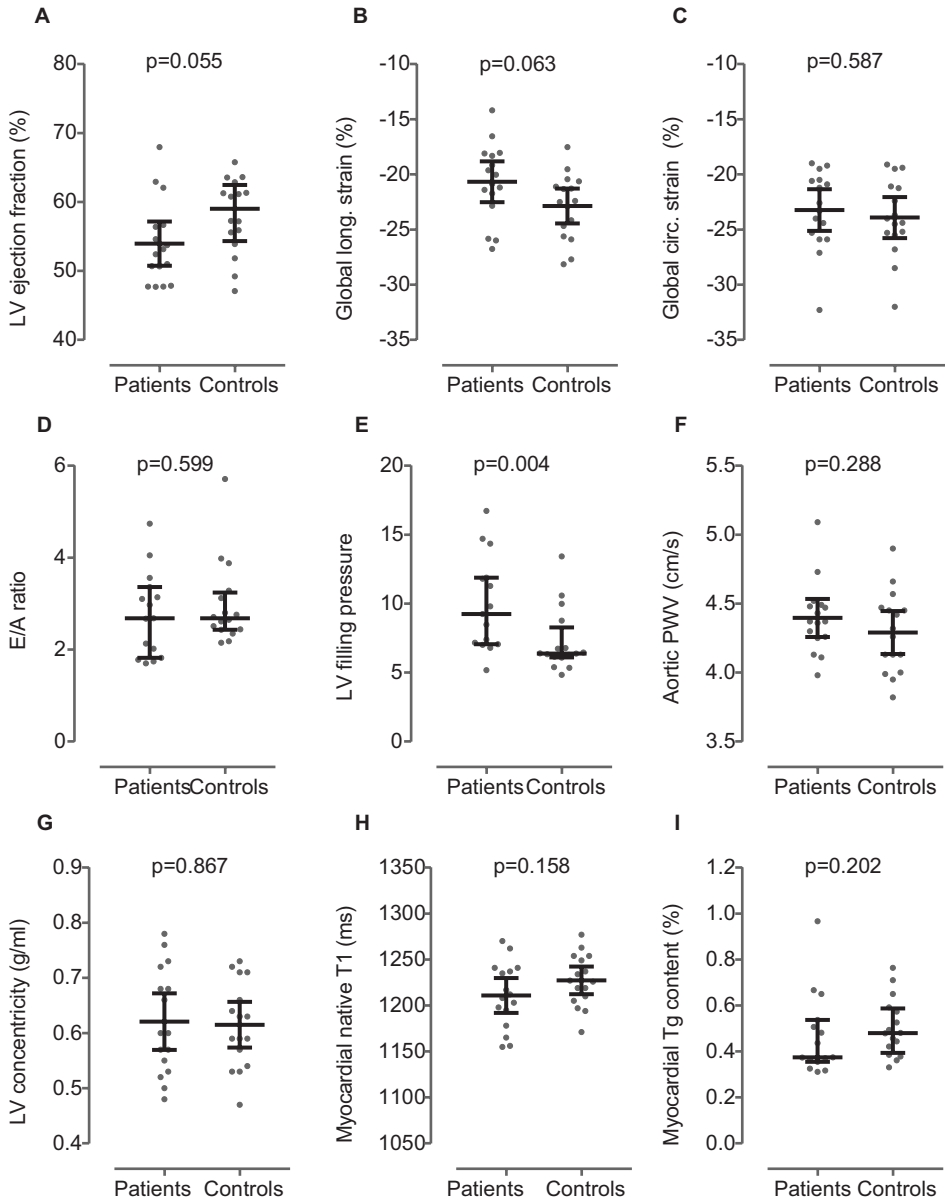 A
p=0.055
LV ejection fraction (%)
80
70
60
50
40
Patients Controls
B
p=0.063
Global long. strain (%)
-10
-15
-20
-25
-30
-35
Patients Controls
C
p=0.587
Global circ. strain (%)
-10
-15
-20
-25
-30
-35
Patients Controls
D
p=0.599
E/A ratio
6
4
2
0
Patients Controls
E
p=0.004
LV filling pressure
20
15
10
5
0
Patients Controls
F
p=0.288
Aortic PWV (cm/s)
5.5
5.0
4.5
4.0
3.5
Patients Controls
G
p=0.867
LV concentricity (g/ml)
0.9
0.8
0.7
0.6
0.5
0.4
Patients Controls
H
p=0.158
Myocardial native T1 (ms)
1350
1300
1250
1200
1150
1100
1050
Patients Controls
I
p=0.202
Myocardial Tg content (%)
1.2
1.0
0.8
0.6
0.4
0.2
0.0
Patients Controls